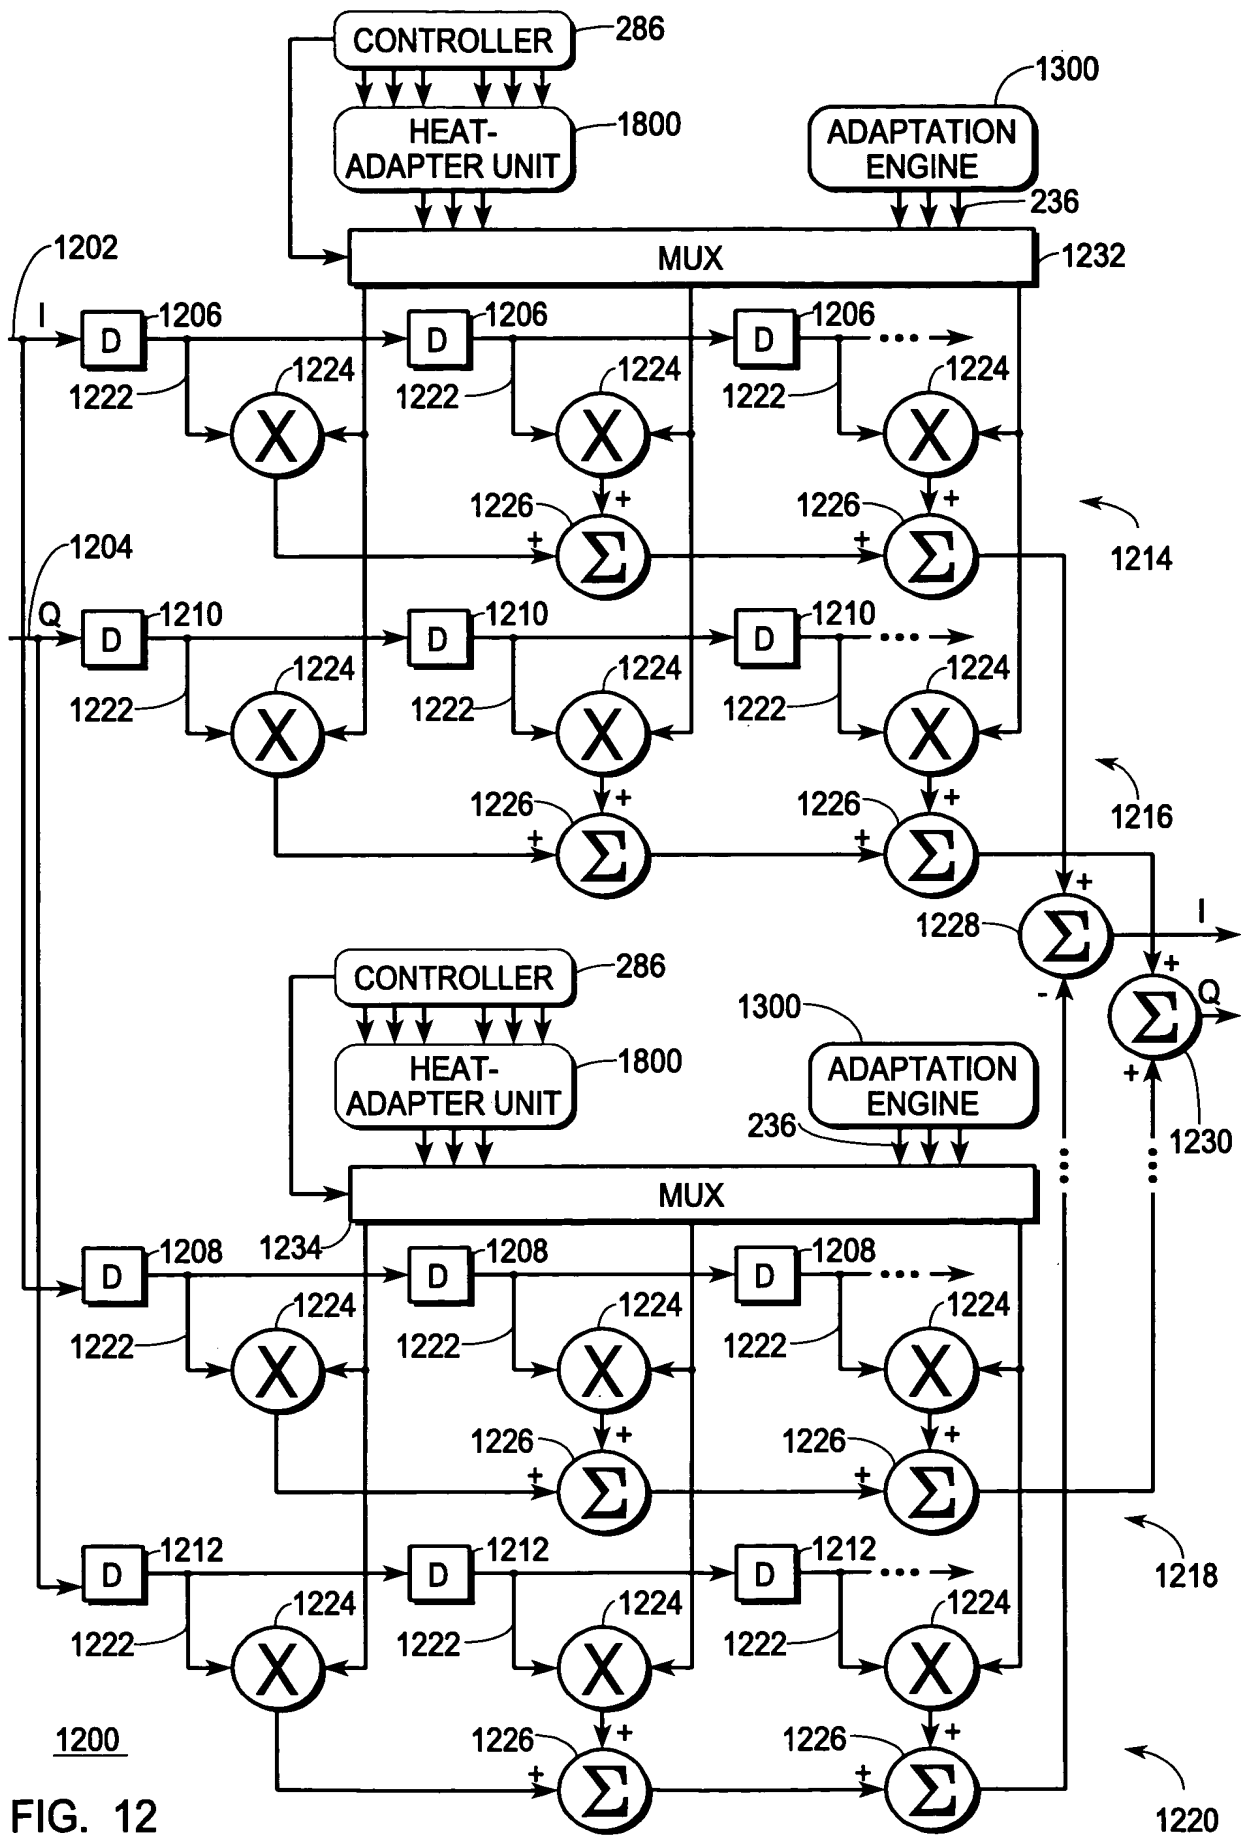 CONTROLLER 286
1300
HEAT-
ADAPTER UNIT 1800
ADAPTATION
ENGINE
236
1202
MUX 1232
I D 1206 D 1206 D 1206 •••
1222 1224 1222 1224 1222 1224
X X X
1226 + 1226 +
+ Σ + Σ 1214
1204
Q D 1210 D 1210 D 1210 •••
1222 1224 1222 1224 1222 1224
X X X
1226 + 1226 + 1216
+ Σ + Σ
+
1228 Σ I
CONTROLLER 286
+
- Σ Q
1300
HEAT-
ADAPTER UNIT 1800
ADAPTATION
ENGINE
+
236 1230
MUX
1234
D 1208 D 1208 D 1208 •••
1222 1224 1222 1224 1222 1224
X X X
1226 + 1226 +
+ Σ + Σ
1218
D 1212 D 1212 D 1212 •••
1222 1224 1222 1224 1222 1224
X X X
1226 + 1226 +
+ Σ + Σ
1220
1200
FIG. 12